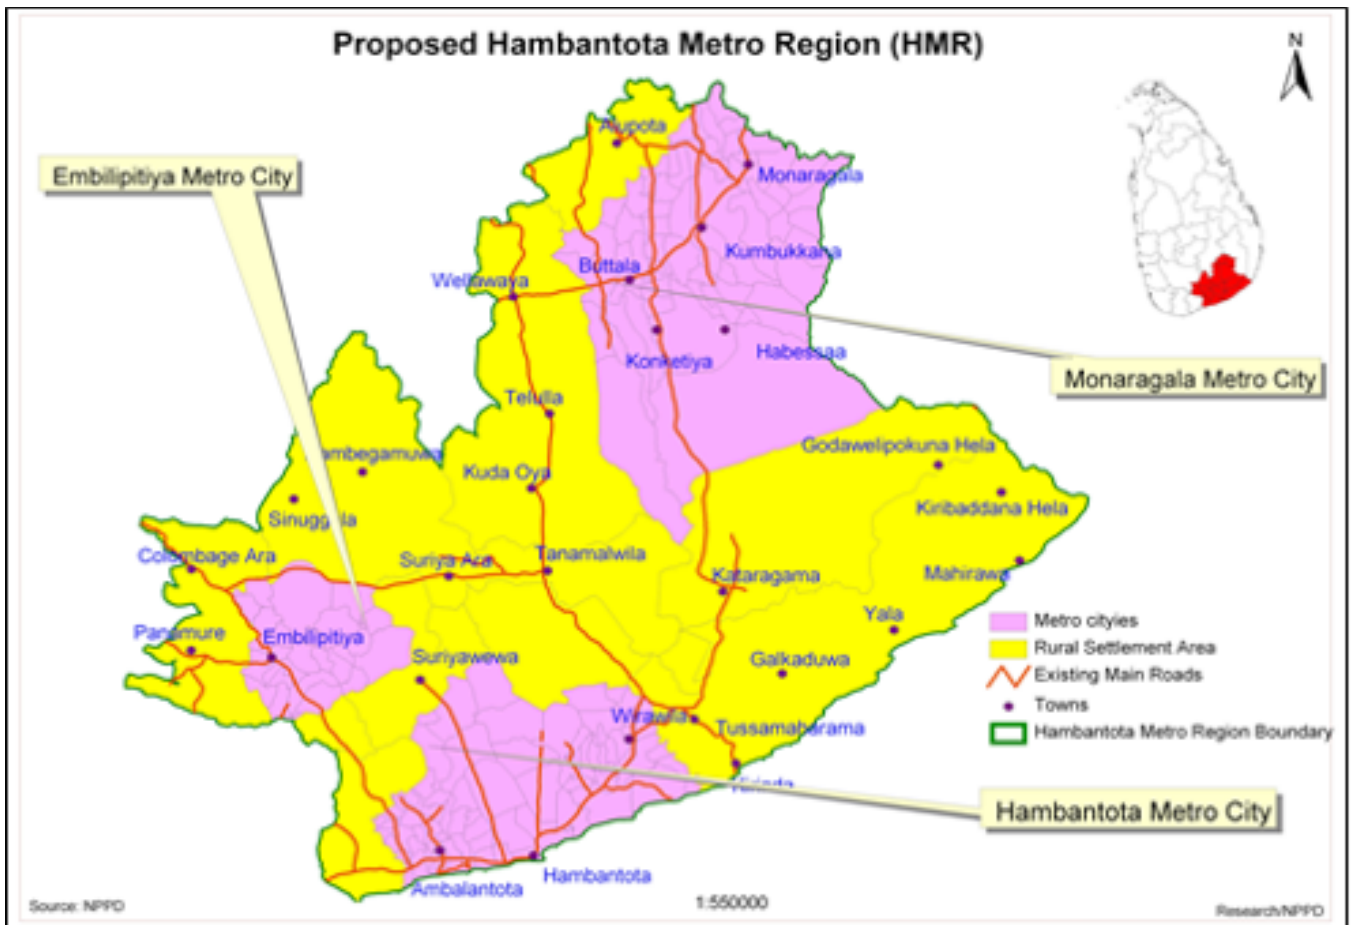 Proposed Hambantota Metro Region (HMR)
N
Alupota
Embilipitiya Metro City
Monaragala
Kumbukkana
Buttala
Wellawaya
Konketiya
Habessaa
Monaragala Metro City
Telulla
Godawelipokuna Hela
Kuda Oya
Kiribaddana Hela
Sinuggala
Colombage Ara
Suriya Ara
Tanamalwila
Kataragama
Mahirawa
Yala
Panamure
Embilipitiya
Suriyawewa
Galkaduwa
Metro cityies
Rural Settlement Area
Existing Main Roads
Towns
Hambantota Metro Region Boundary
Wirawila
Tussamaharama
Hambantota Metro City
Hambantota
Ambalantota
Source: NPPD
1:550000
Research/NPPD